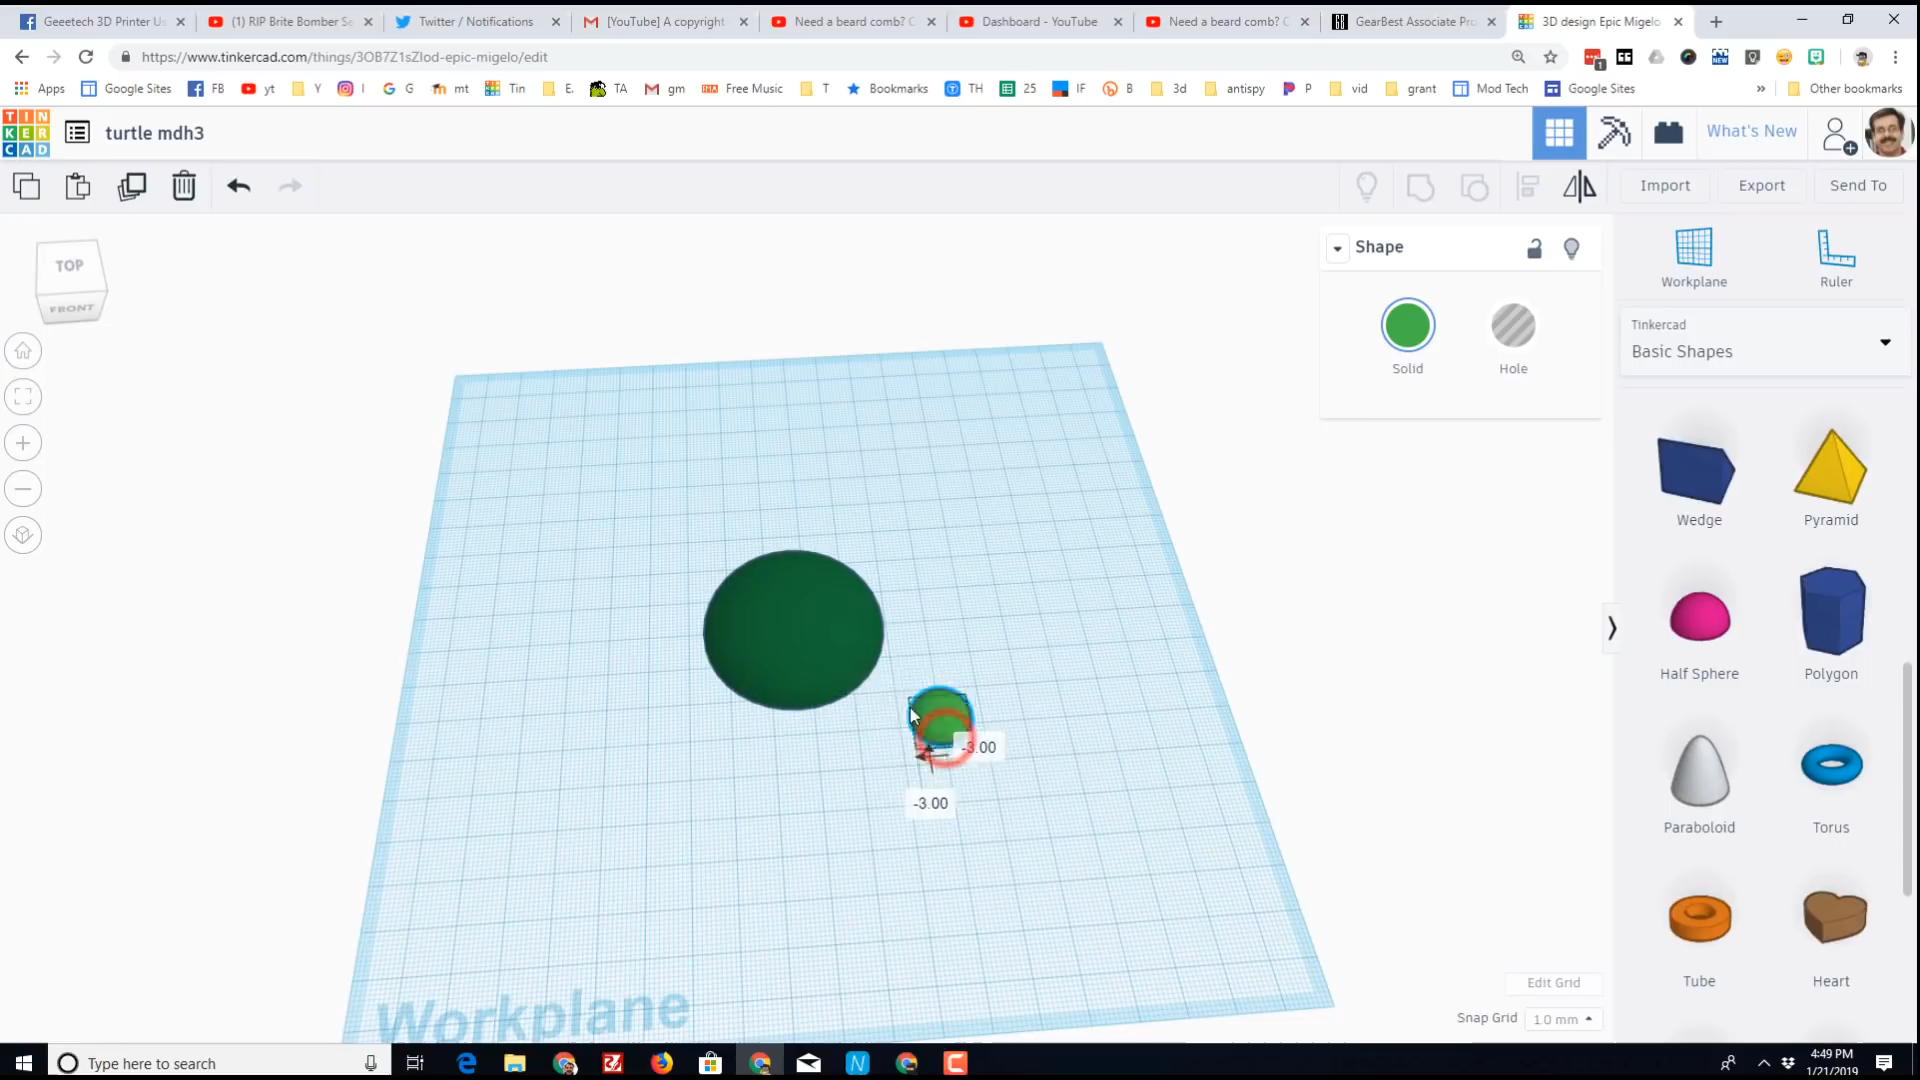 Geeetech 3D Printer Us
(1) RIP Brite Bomber Se
Twitter / Notifications
[YouTube] A copyright
Need a beard comb? C
Dashboard - YouTube
Need a beard comb? C
GearBest Associate Pro
3D design Epic Migelo
https://www.tinkercad.com/things/3OB7Z1sZIod-epic-migelo/edit
Apps
Google Sites
FB
yt
I
G
mt
Tin
E.
TA
gm
Free Music
T
Bookmarks
TH
25
IF
B
3d
antispy
P
vid
grant
Mod Tech
Google Sites
»
Other bookmarks
TIN
KER
CAD
turtle mdh3
What's New
Import
Export
Send To
TOP
FRONT
Shape
Solid
Hole
Workplane
Ruler
Tinkercad
Basic Shapes
Wedge
Pyramid
Half Sphere
Polygon
Paraboloid
Torus
Tube
Heart
-3.00
-3.00
Workplane
Edit Grid
Snap Grid
1.0 mm
Type here to search
4:49 PM
1/21/2019